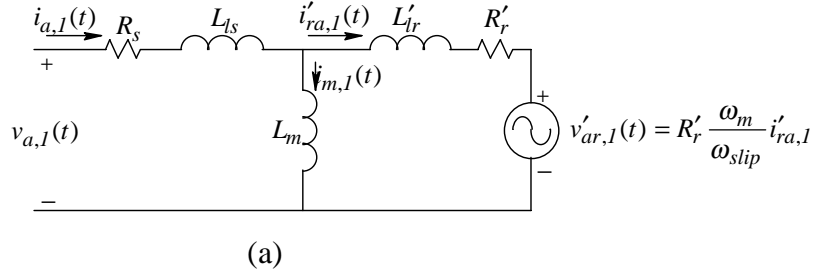 i_{a,1}(t) R_s L_{ls} i'_{ra,1}(t) L'_{lr} R'_r
+ i_{m,1}(t) +
v_{a,1}(t) L_m v'_{ar,1}(t) = R'_r \frac{ω_m}{ω_{slip}} i'_{ra,1}
− −
(a)